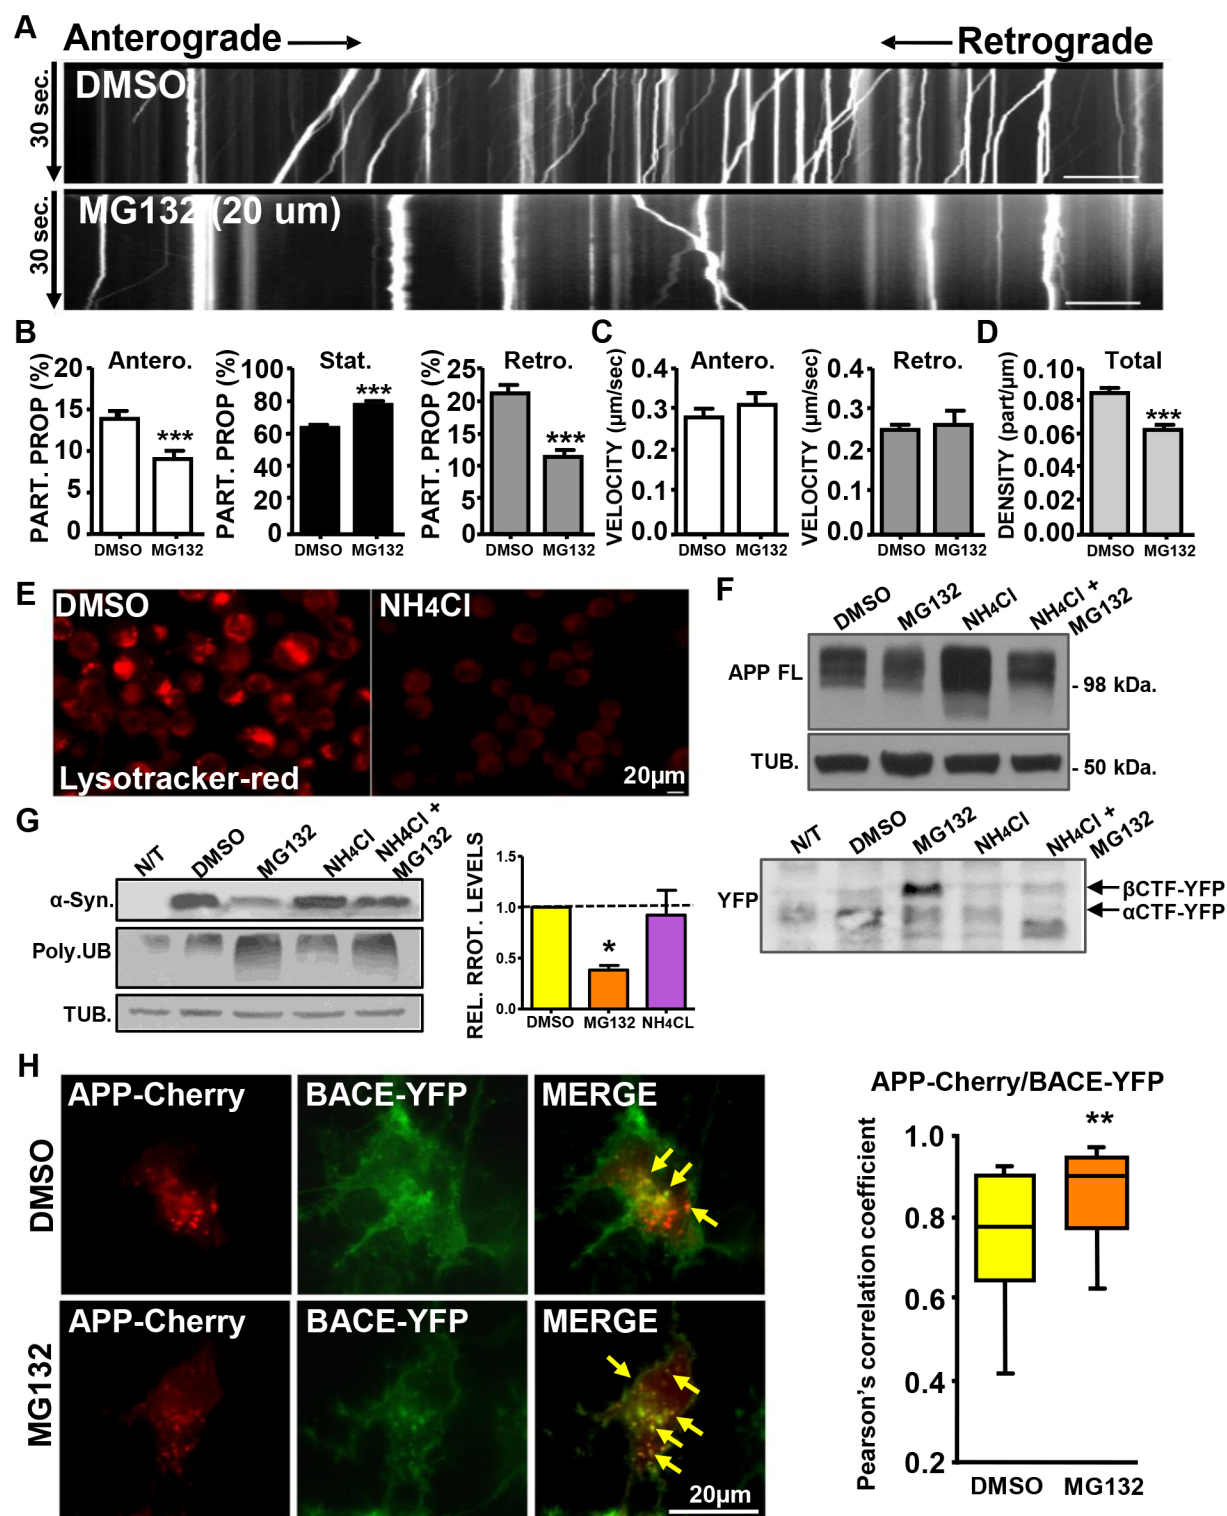 A
Anterograde
Retrograde
30 sec.
DMSO
30 sec.
MG132 (20 um)
B
PART. PROP (%)
Antero.
20
15
10
5
0
***
DMSO MG132
PART. PROP (%)
Stat.
100
80
60
40
20
0
***
DMSO MG132
PART. PROP (%)
Retro.
25
20
15
10
5
0
***
DMSO MG132
C
VELOCITY (µm/sec)
Antero.
0.4
0.3
0.2
0.1
0.0
DMSO MG132
VELOCITY (µm/sec)
Retro.
0.4
0.3
0.2
0.1
0.0
DMSO MG132
D
DENSITY (part/µm)
Total
0.10
0.08
0.06
0.04
0.02
0.00
***
DMSO MG132
E
DMSO
NH4Cl
Lysotracker-red
20µm
F
DMSO
MG132
NH4Cl
NH4Cl +
MG132
APP FL
- 98 kDa.
TUB.
- 50 kDa.
N/T
DMSO
MG132
NH4Cl
NH4Cl +
MG132
YFP
βCTF-YFP
αCTF-YFP
G
N/T
DMSO
MG132
NH4Cl
NH4Cl +
MG132
α-Syn.
Poly.UB
TUB.
REL. RROT. LEVELS
1.5
1.0
0.5
0.0
*
DMSO MG132 NH4CL
H
DMSO
APP-Cherry
BACE-YFP
MERGE
MG132
APP-Cherry
BACE-YFP
MERGE
20µm
APP-Cherry/BACE-YFP
Pearson's correlation coefficient
1.0
0.8
0.6
0.4
0.2
**
DMSO MG132